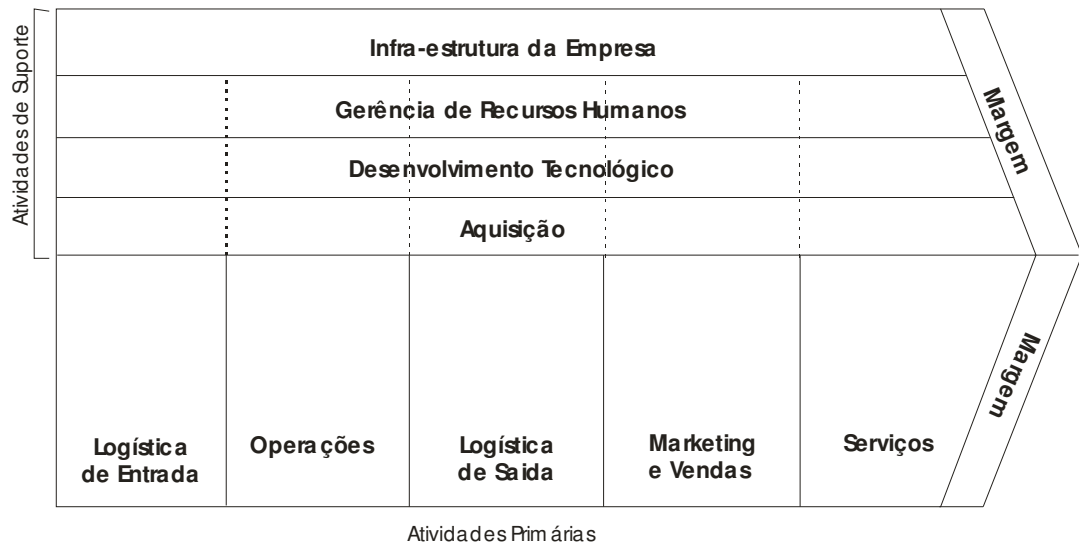 Atividades de Suporte
Infra-estrutura da Empresa
Gerência de Recursos Humanos
Desenvolvimento Tecnológico
Aquisição
Margem
Margem
Logística
de Entrada
Operações
Logística
de Saida
Marketing
e Vendas
Serviços
Atividades Primárias